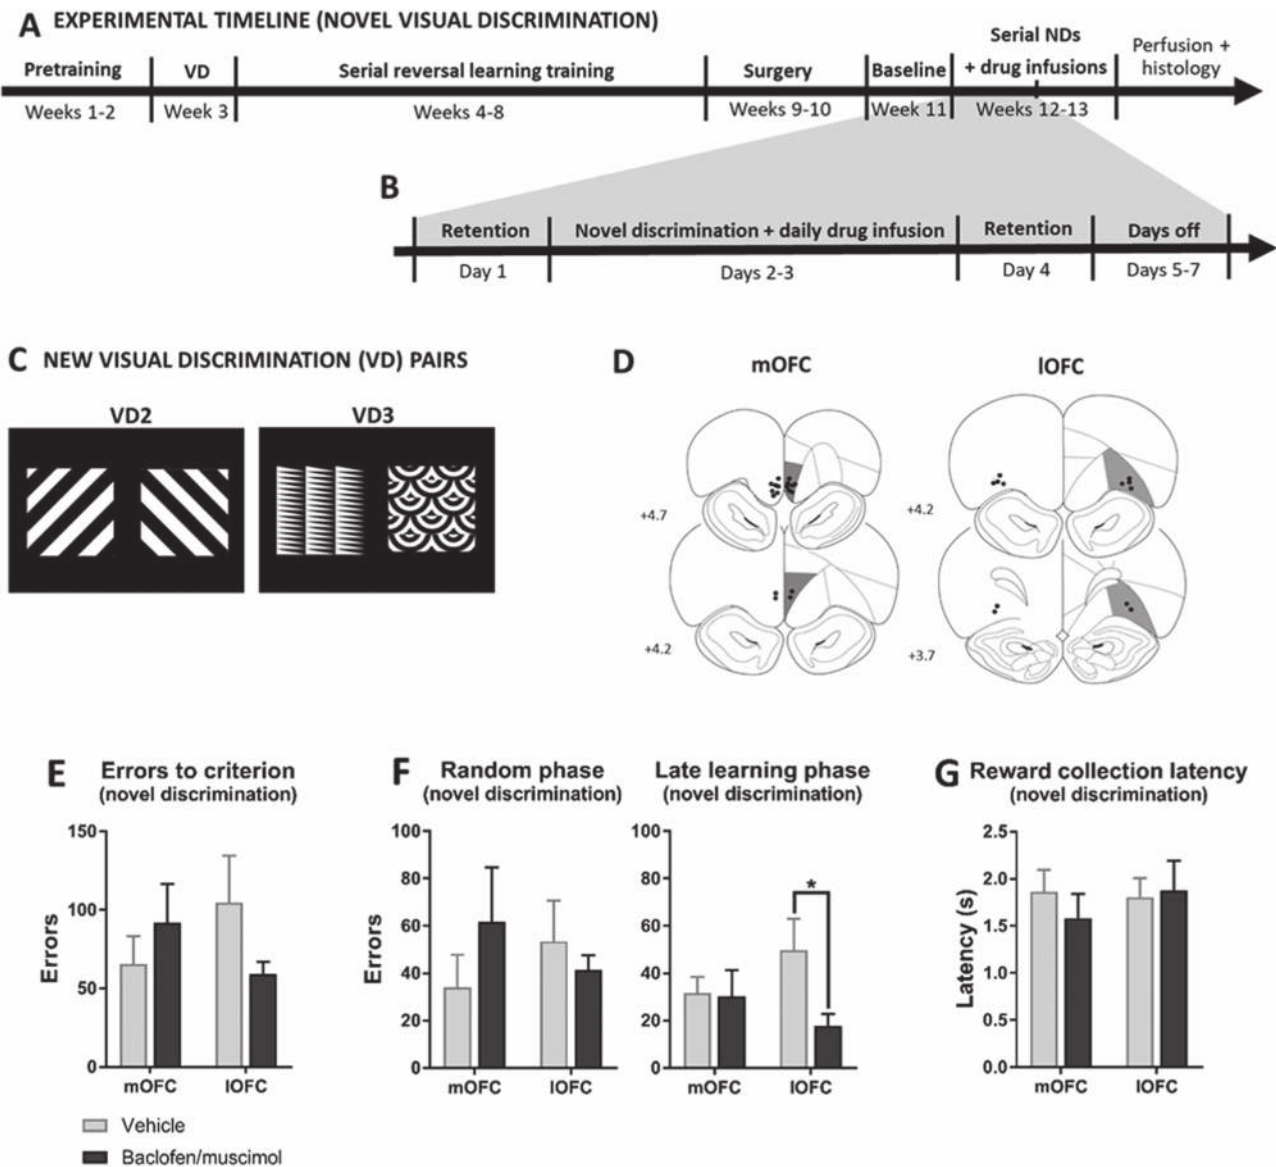 A EXPERIMENTAL TIMELINE (NOVEL VISUAL DISCRIMINATION)
Pretraining
VD
Serial reversal learning training
Surgery
Baseline
Serial NDs
+ drug infusions
Perfusion +
histology
Weeks 1-2
Week 3
Weeks 4-8
Weeks 9-10
Week 11
Weeks 12-13
B
Retention
Novel discrimination + daily drug infusion
Retention
Days off
Day 1
Days 2-3
Day 4
Days 5-7
C NEW VISUAL DISCRIMINATION (VD) PAIRS
VD2
VD3
D
mOFC
lOFC
+4.7
+4.2
+4.2
+3.7
E Errors to criterion
(novel discrimination)
150
100
50
0
Errors
mOFC
lOFC
Vehicle
Baclofen/muscimol
F Random phase
(novel discrimination)
100
80
60
40
20
0
Errors
mOFC
lOFC
Late learning phase
(novel discrimination)
100
80
60
40
20
0
*
mOFC
lOFC
G Reward collection latency
(novel discrimination)
2.5
2.0
1.5
1.0
0.5
0.0
Latency (s)
mOFC
lOFC